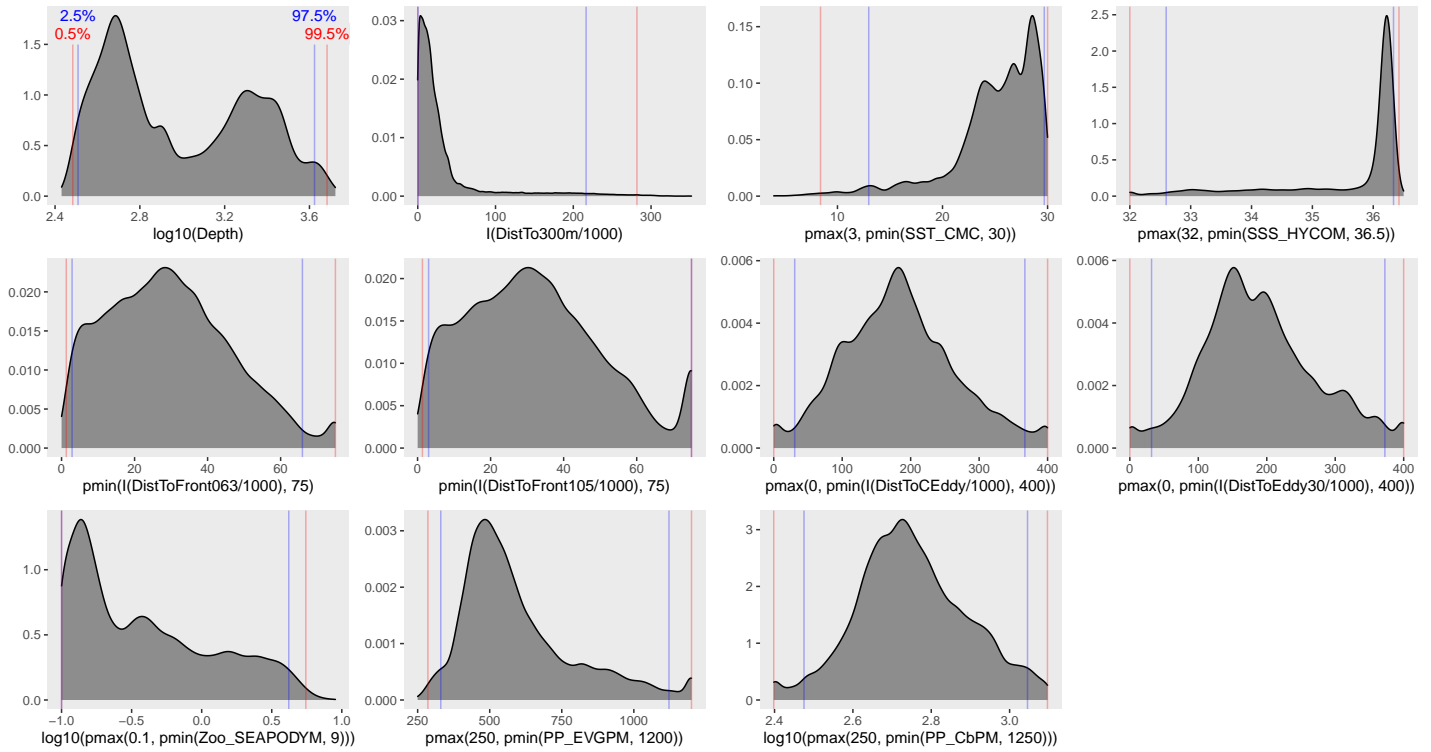 2.5% 97.5%
0.5% 99.5%
1.5
1.0
0.5
0.0
2.4 2.8 3.2 3.6
log10(Depth)
0.03
0.02
0.01
0.00
0 100 200 300
I(DistTo300m/1000)
0.15
0.10
0.05
0.00
10 20 30
pmax(3, pmin(SST_CMC, 30))
2.5
2.0
1.5
1.0
0.5
0.0
32 33 34 35 36
pmax(32, pmin(SSS_HYCOM, 36.5))
0.020
0.015
0.010
0.005
0.000
0 20 40 60
pmin(I(DistToFront063/1000), 75)
0.020
0.015
0.010
0.005
0.000
0 20 40 60
pmin(I(DistToFront105/1000), 75)
0.006
0.004
0.002
0.000
0 100 200 300 400
pmax(0, pmin(I(DistToCEddy/1000), 400))
0.006
0.004
0.002
0.000
0 100 200 300 400
pmax(0, pmin(I(DistToEddy30/1000), 400))
1.0
0.5
0.0
−1.0 −0.5 0.0 0.5 1.0
log10(pmax(0.1, pmin(Zoo_SEAPODYM, 9)))
0.003
0.002
0.001
0.000
250 500 750 1000
pmax(250, pmin(PP_EVGPM, 1200))
3
2
1
0
2.4 2.6 2.8 3.0
log10(pmax(250, pmin(PP_CbPM, 1250)))